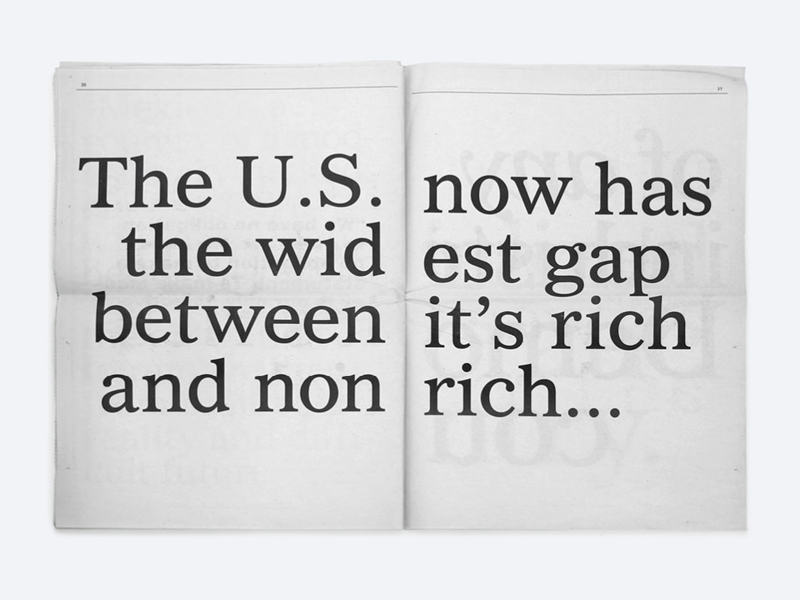 The U.S. now has
the wid est gap
between it’s rich
and non rich...